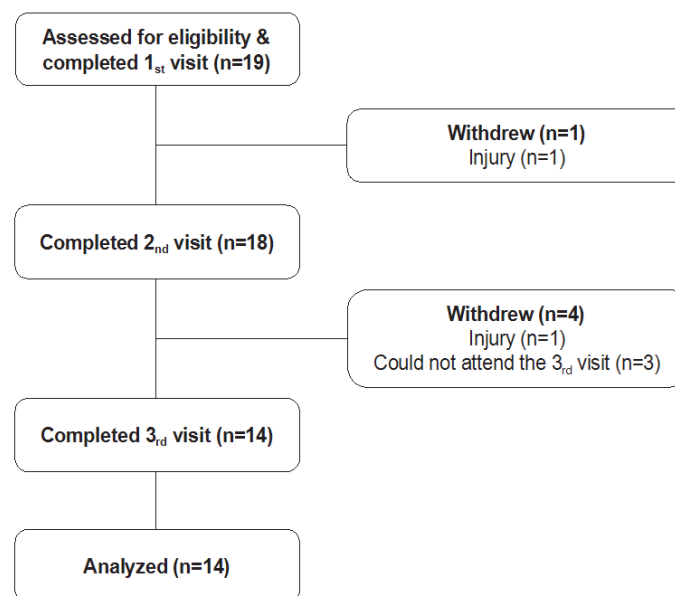 Assessed for eligibility &
completed 1st visit (n=19)
Withdrew (n=1)
Injury (n=1)
Completed 2nd visit (n=18)
Withdrew (n=4)
Injury (n=1)
Could not attend the 3rd visit (n=3)
Completed 3rd visit (n=14)
Analyzed (n=14)